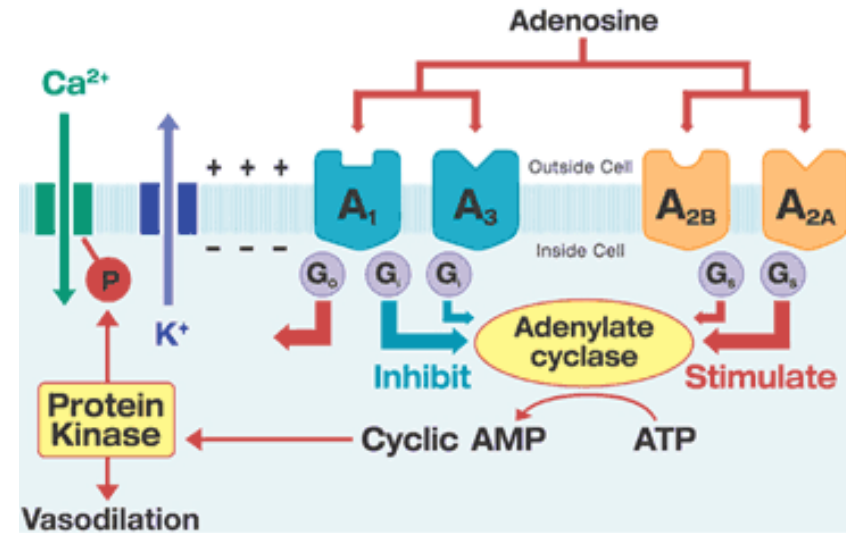 Adenosine
Ca²⁺
+ + +
Outside Cell
A₁
A₃
A₂B
A₂A
− − −
Inside Cell
P
Gₒ
Gᵢ
Gᵢ
Gₛ
Gₛ
K⁺
Adenylate
cyclase
Inhibit
Stimulate
Protein
Kinase
Cyclic AMP
ATP
Vasodilation